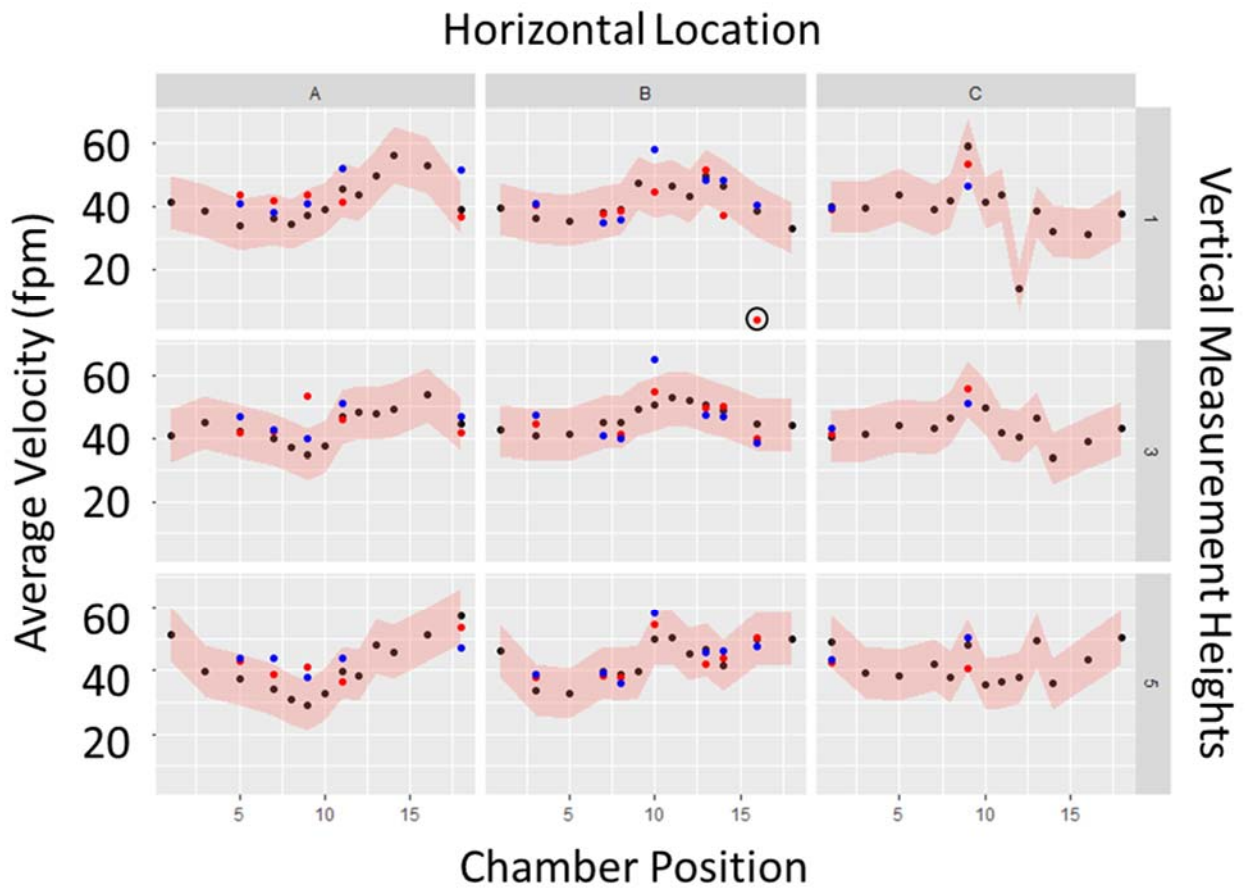 Horizontal Location
A
B
C
60
40
20
1
60
40
20
3
60
40
20
5
5 10 15 5 10 15 5 10 15
Chamber Position
Average Velocity (fpm)
Vertical Measurement Heights